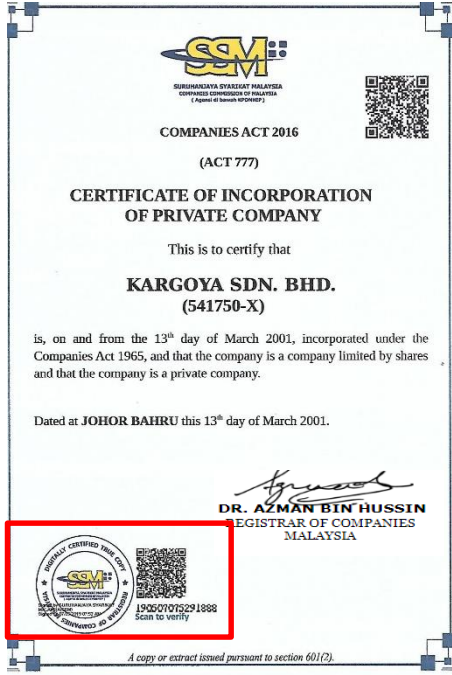 SSM
SURUHANJAYA SYARIKAT MALAYSIA
COMPANIES COMMISSION OF MALAYSIA
( Agensi di bawah KPDNHEP )
COMPANIES ACT 2016
(ACT 777)
CERTIFICATE OF INCORPORATION
OF PRIVATE COMPANY
This is to certify that
KARGOYA SDN. BHD.
(541750-X)
is, on and from the 13th day of March 2001, incorporated under the
Companies Act 1965, and that the company is a company limited by shares
and that the company is a private company.
Dated at JOHOR BAHRU this 13th day of March 2001.
DR. AZMAN BIN HUSSIN
REGISTRAR OF COMPANIES
MALAYSIA
DIGITALLY CERTIFIED TRUE COPY
SSM
REGISTRAR OF COMPANIES MALAYSIA
190507075291888
Scan to verify
A copy or extract issued pursuant to section 601(2).